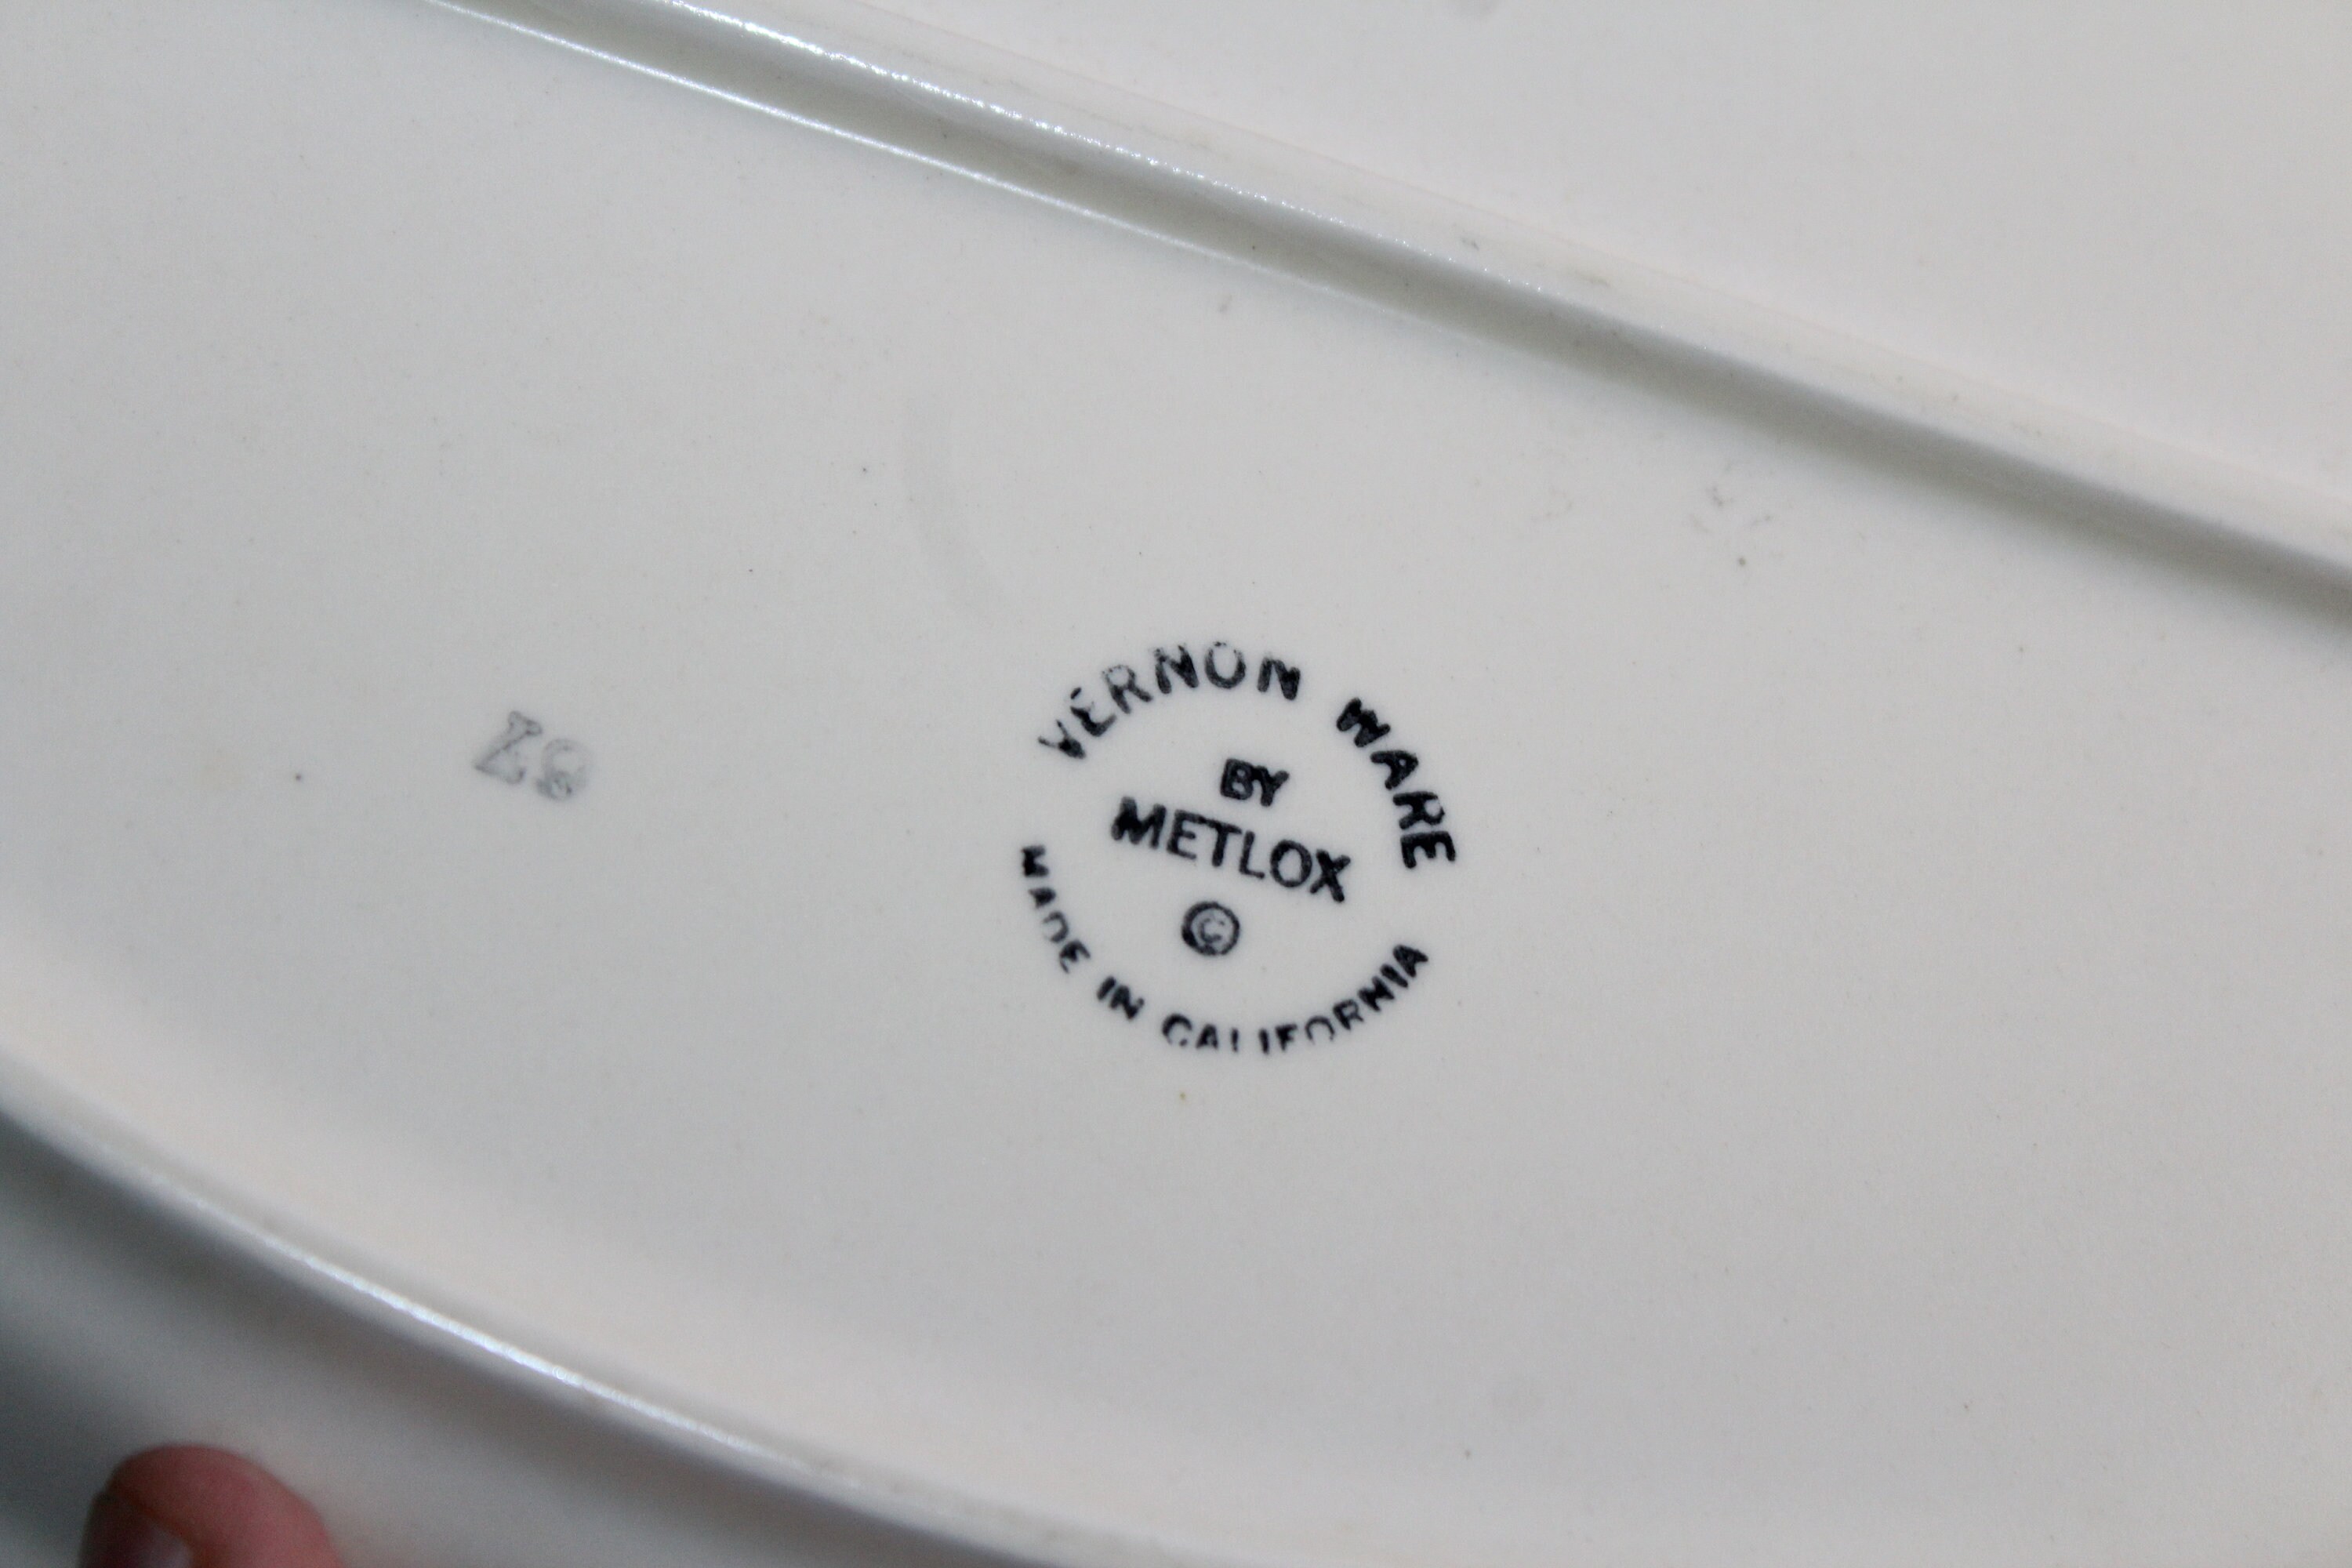 VERNON WARE
BY
METLOX
©
MADE IN CALIFORNIA